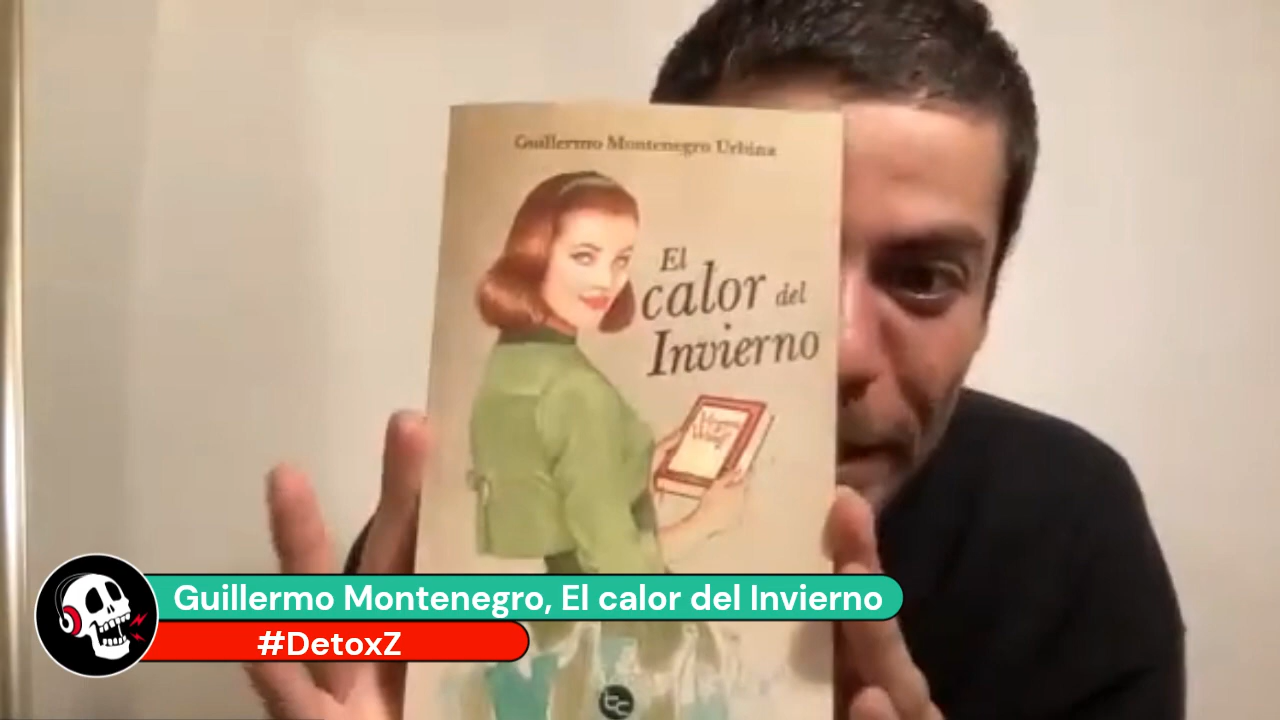 Guillermo Montenegro Urbina
El
calor del
Invierno
Guillermo Montenegro, El calor del Invierno
#DetoxZ